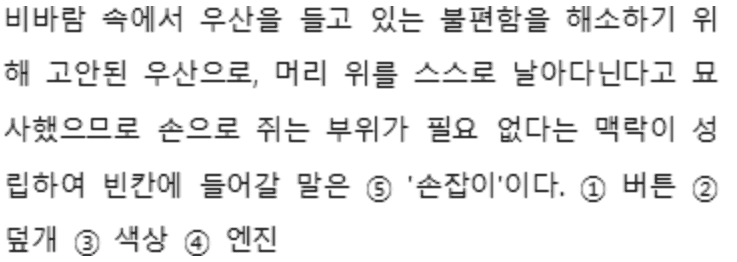 비바람 속에서 우산을 들고 있는 불편함을 해소하기 위
해 고안된 우산으로, 머리 위를 스스로 날아다닌다고 묘
사했으므로 손으로 쥐는 부위가 필요 없다는 맥락이 성
립하여 빈칸에 들어갈 말은 ⑤ '손잡이'이다. ① 버튼 ②
덮개 ③ 색상 ④ 엔진